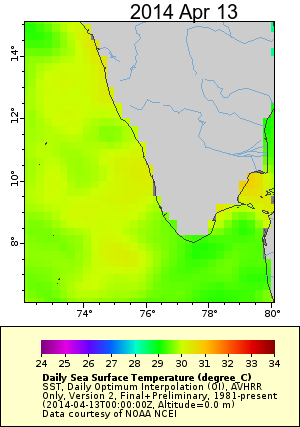 2014 Apr 13
14°
12°
10°
8°
74° 76° 78° 80°
24 25 26 27 28 29 30 31 32 33 34
Daily Sea Surface Temperature (degree_C)
SST, Daily Optimum Interpolation (OI), AVHRR
Only, Version 2, Final+Preliminary, 1981-present
(2014-04-13T00:00:00Z, Altitude=0.0 m)
Data courtesy of NOAA NCEI